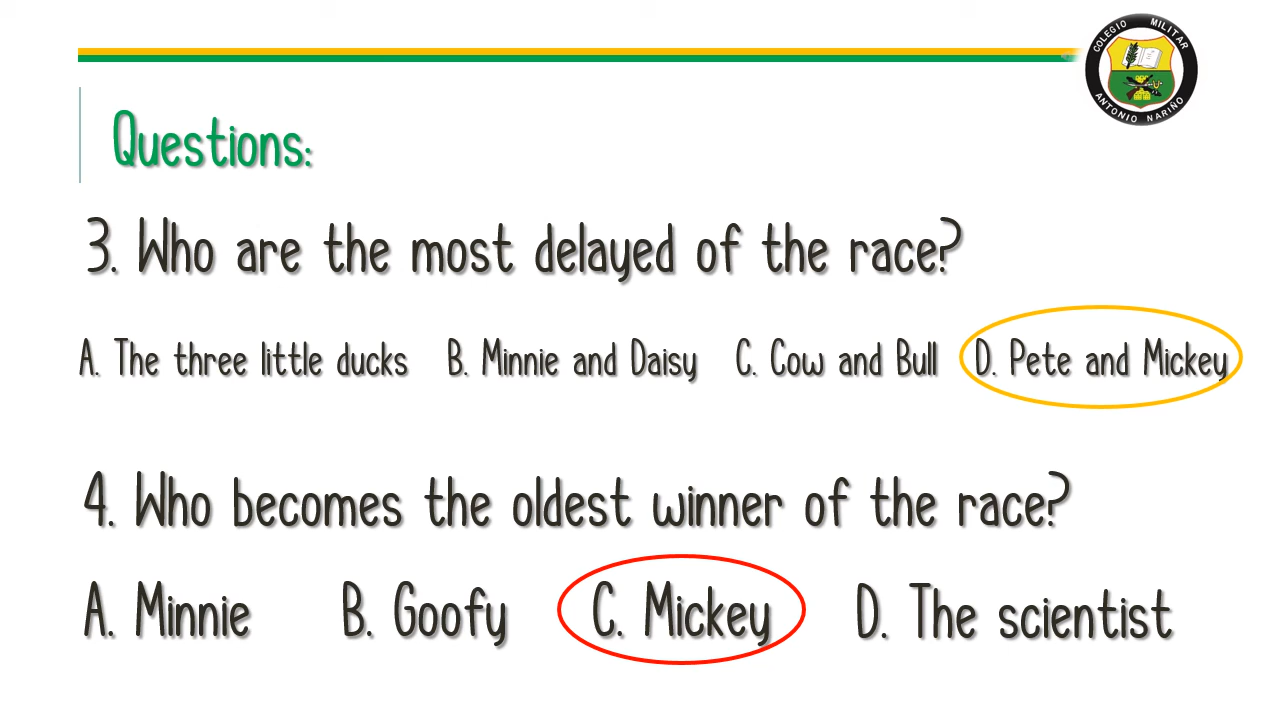 COLEGIO MILITAR
ANTONIO NARIÑO
Questions:
3. Who are the most delayed of the race?
A. The three little ducks B. Minnie and Daisy C. Cow and Bull D. Pete and Mickey
4. Who becomes the oldest winner of the race?
A. Minnie B. Goofy C. Mickey D. The scientist